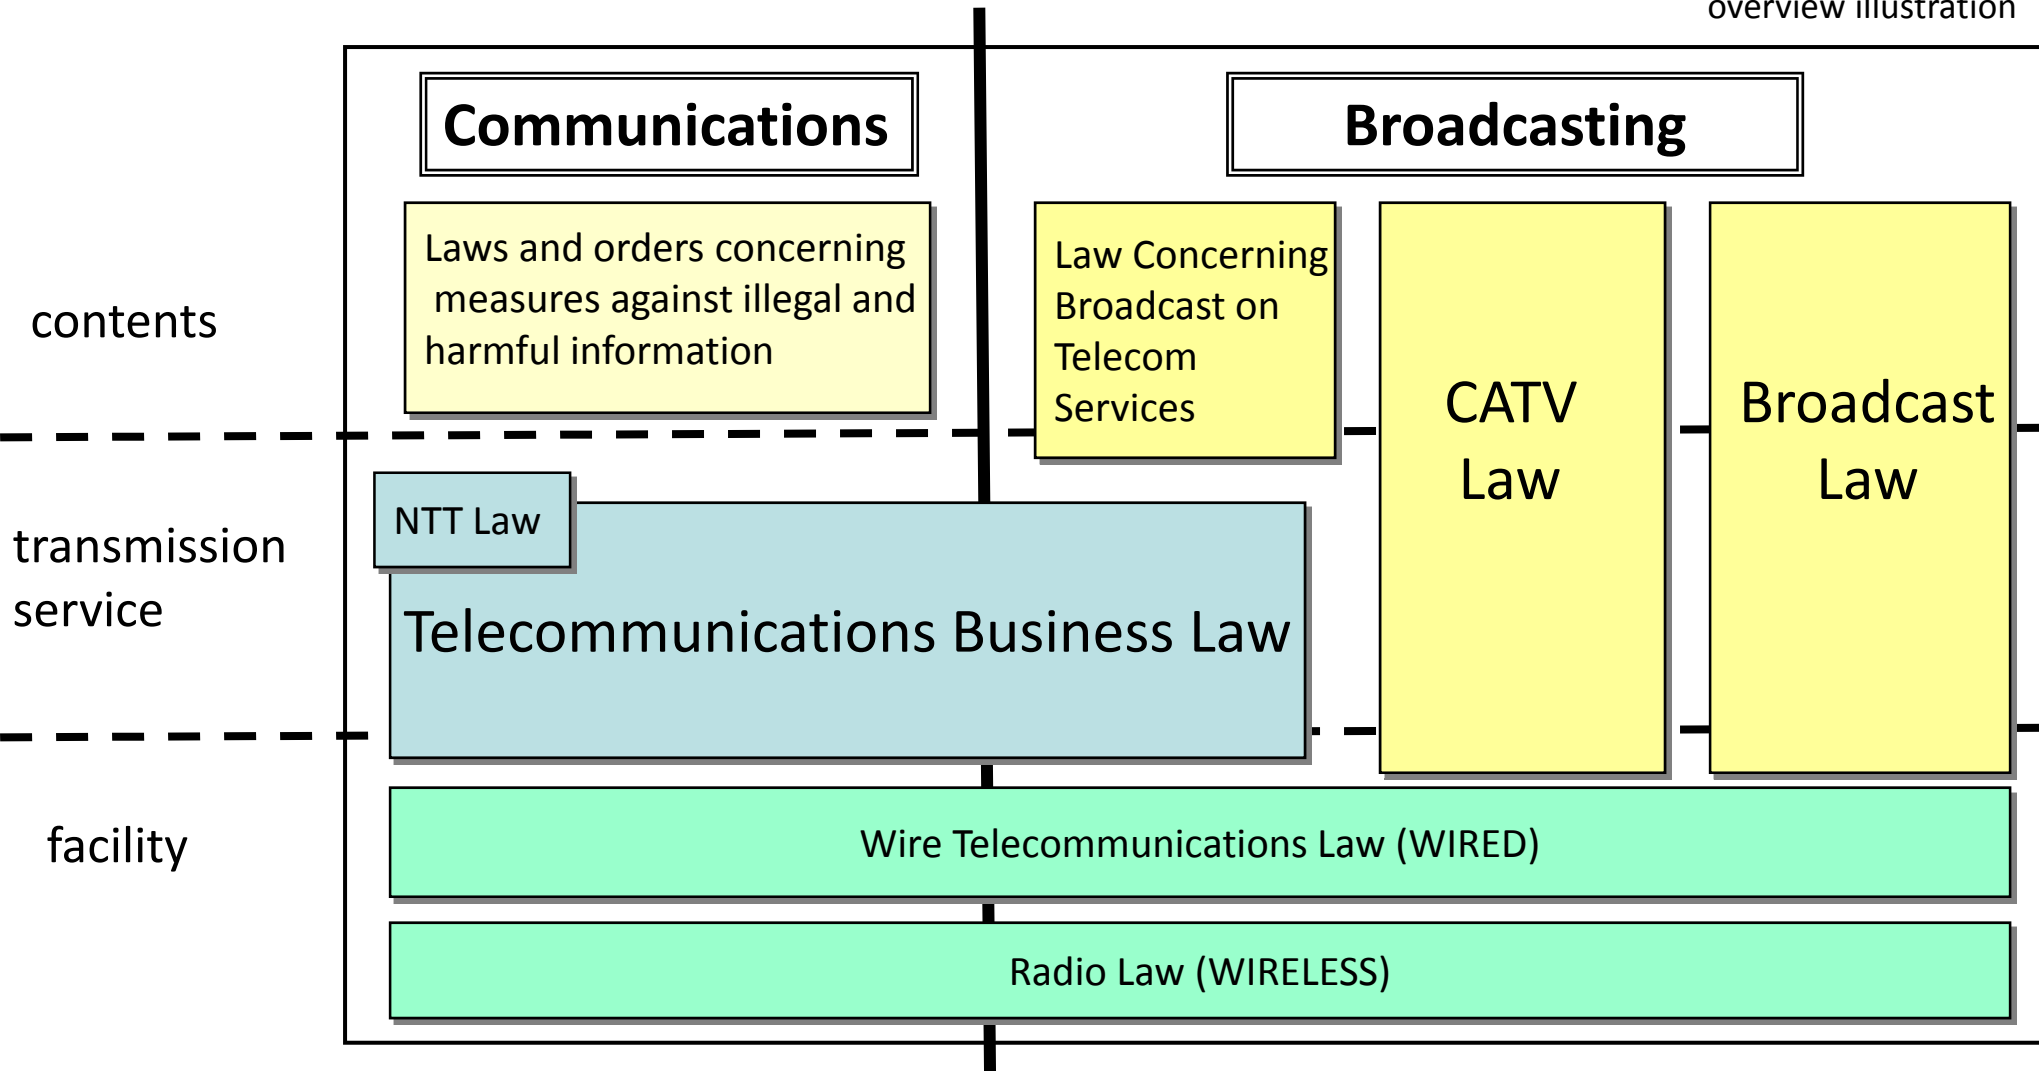 overview illustration
Communications
Broadcasting
contents
Laws and orders concerning
measures against illegal and
harmful information
Law Concerning
Broadcast on
Telecom
Services
CATV
Law
Broadcast
Law
transmission
service
NTT Law
Telecommunications Business Law
facility
Wire Telecommunications Law (WIRED)
Radio Law (WIRELESS)